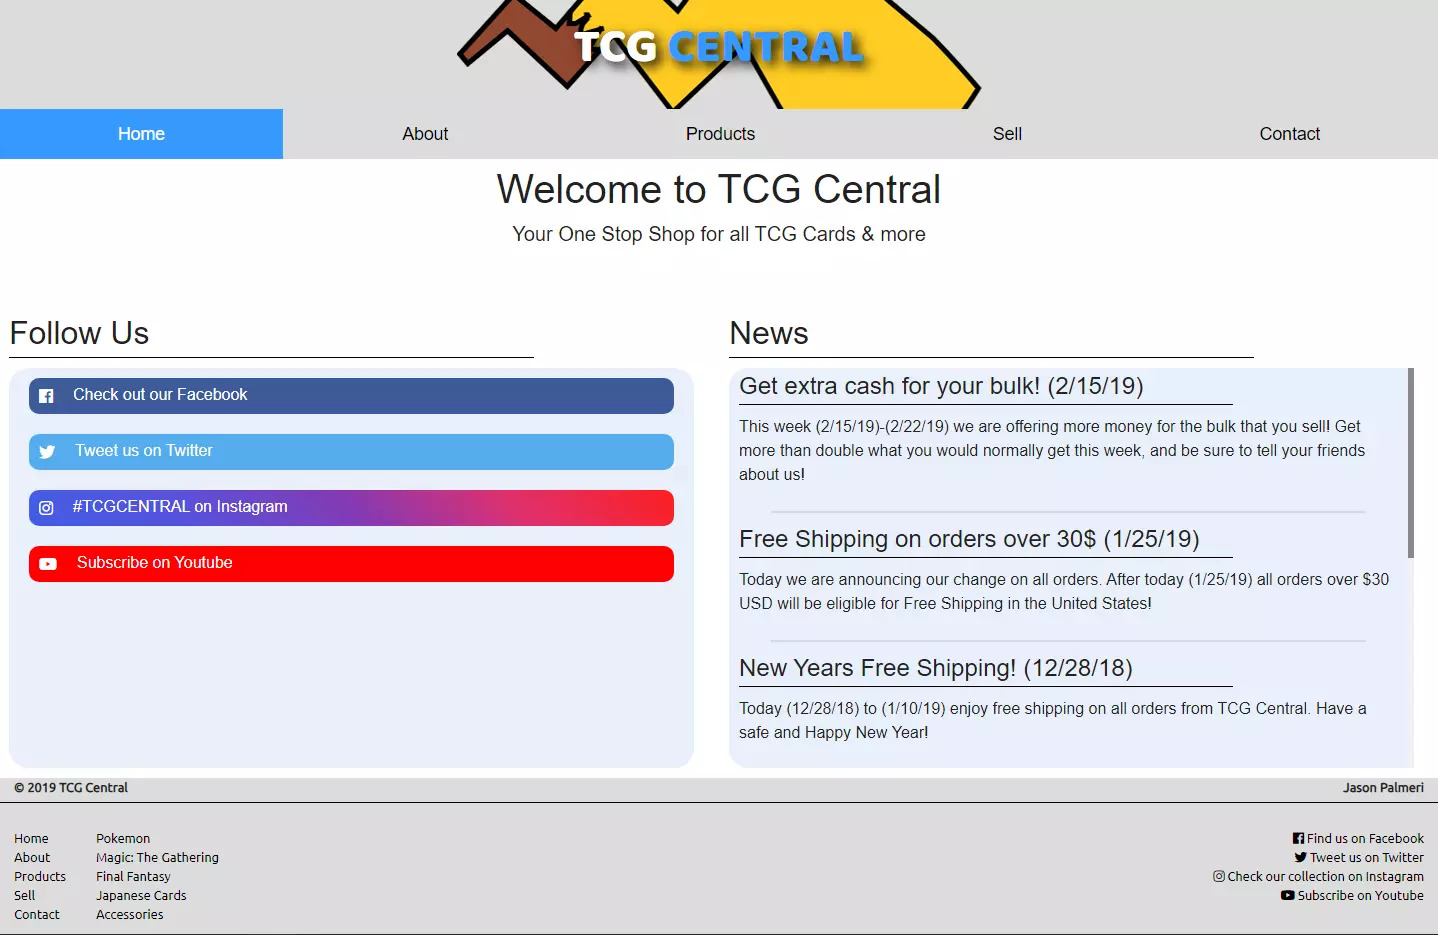 TCG CENTRAL
Home About Products Sell Contact
Welcome to TCG Central
Your One Stop Shop for all TCG Cards & more
Follow Us
Check out our Facebook
Tweet us on Twitter
#TCGCENTRAL on Instagram
Subscribe on Youtube
News
Get extra cash for your bulk! (2/15/19)
This week (2/15/19)-(2/22/19) we are offering more money for the bulk that you sell! Get
more than double what you would normally get this week, and be sure to tell your friends
about us!
Free Shipping on orders over 30$ (1/25/19)
Today we are announcing our change on all orders. After today (1/25/19) all orders over $30
USD will be eligible for Free Shipping in the United States!
New Years Free Shipping! (12/28/18)
Today (12/28/18) to (1/10/19) enjoy free shipping on all orders from TCG Central. Have a
safe and Happy New Year!
© 2019 TCG Central
Jason Palmeri
Home
About
Products
Sell
Contact
Pokemon
Magic: The Gathering
Final Fantasy
Japanese Cards
Accessories
Find us on Facebook
Tweet us on Twitter
Check our collection on Instagram
Subscribe on Youtube